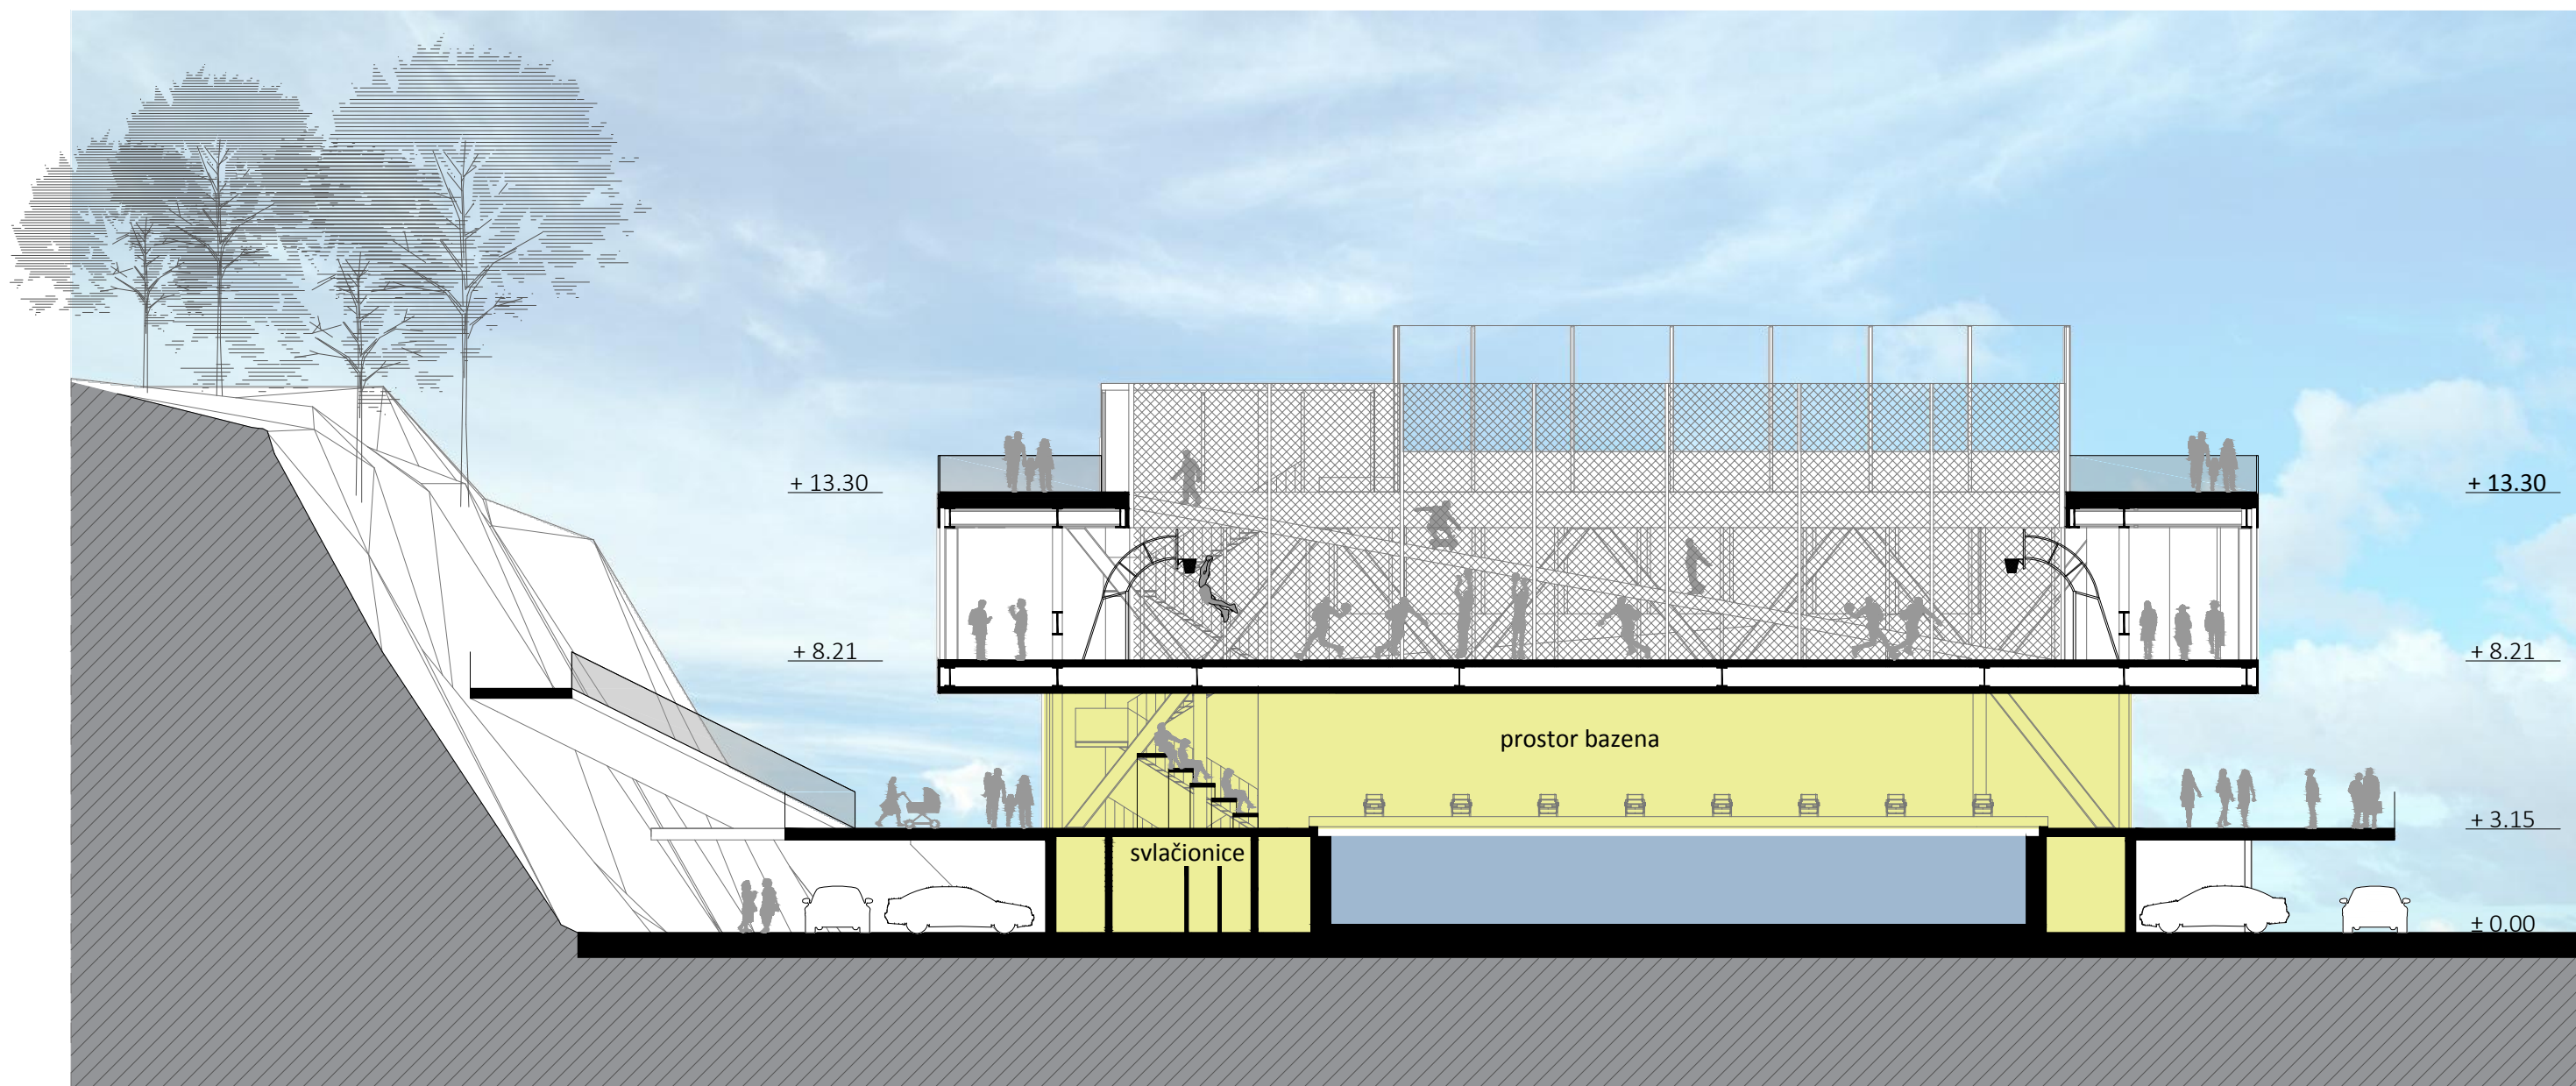 + 13.30 + 13.30
+ 8.21 + 8.21
prostor bazena
+ 3.15
svlačionice
± 0.00